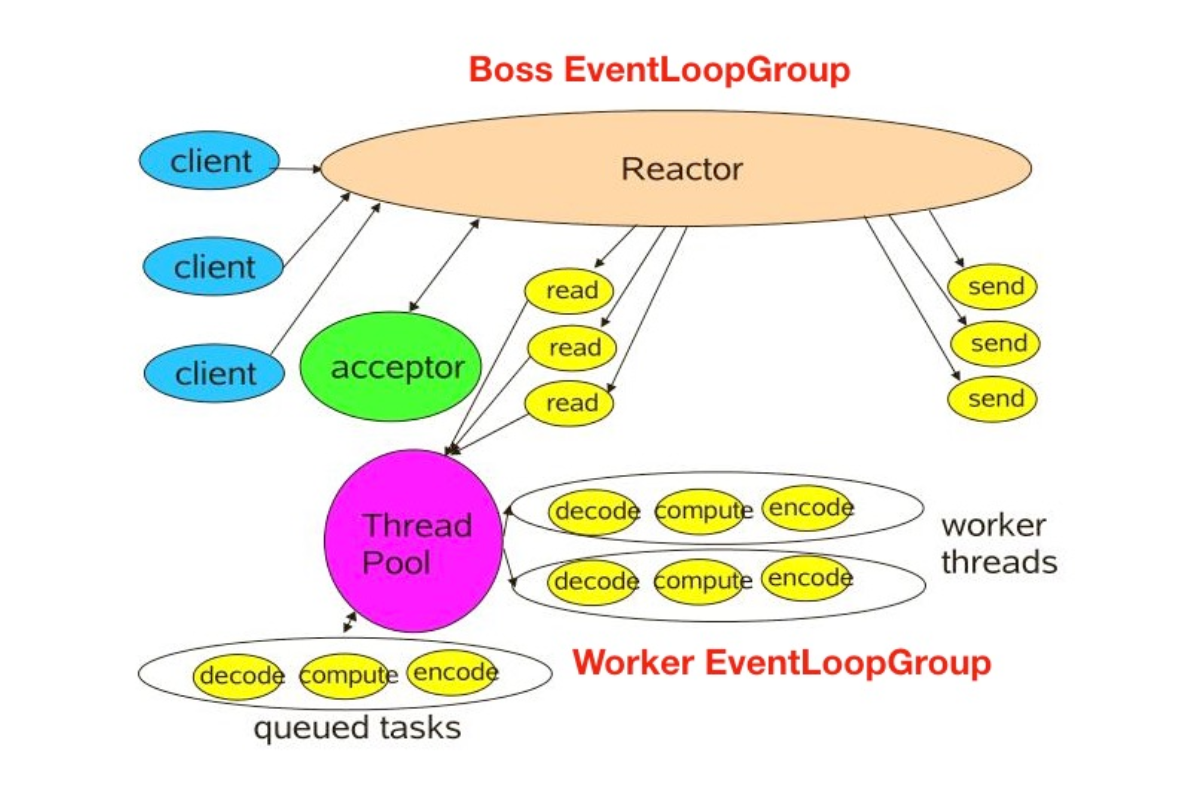 Boss EventLoopGroup
client
Reactor
client
client
acceptor
read
read
read
send
send
send
Thread
Pool
decode compute encode
decode compute encode
worker
threads
Worker EventLoopGroup
decode compute encode
queued tasks